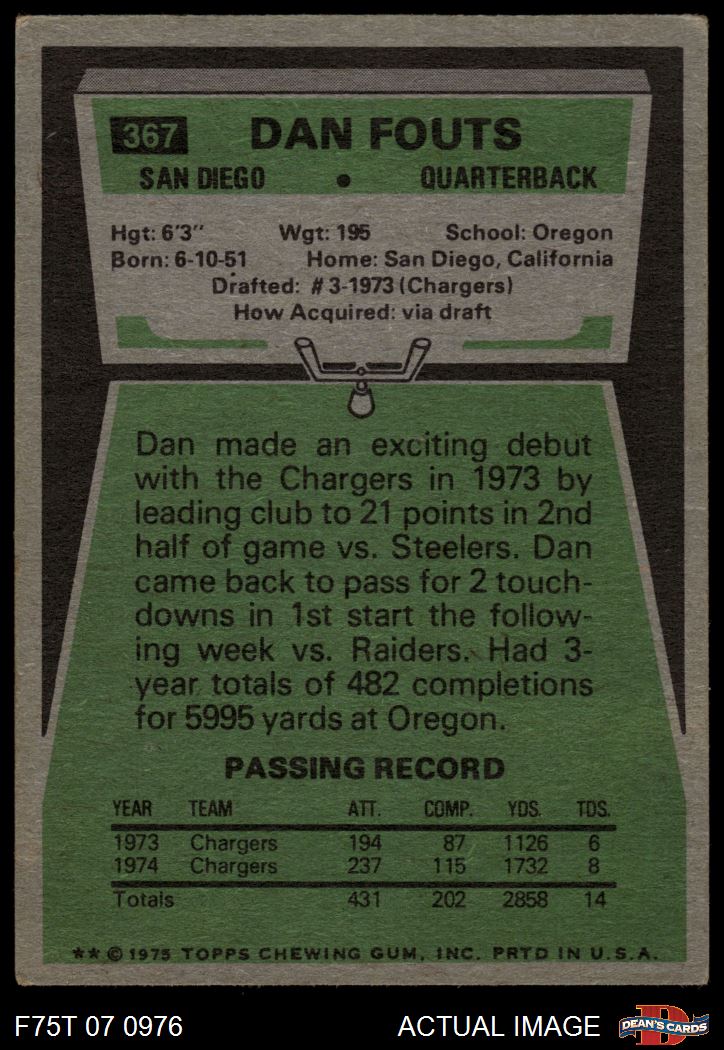 367 DAN FOUTS
SAN DIEGO • QUARTERBACK
Hgt: 6'3" Wgt: 195 School: Oregon
Born: 6-10-51 Home: San Diego, California
Drafted: #3-1973 (Chargers)
How Acquired: via draft
Dan made an exciting debut
with the Chargers in 1973 by
leading club to 21 points in 2nd
half of game vs. Steelers. Dan
came back to pass for 2 touch-
downs in 1st start the follow-
ing week vs. Raiders. Had 3-
year totals of 482 completions
for 5995 yards at Oregon.
PASSING RECORD
YEAR TEAM ATT. COMP. YDS. TDS.
1973 Chargers 194 87 1126 6
1974 Chargers 237 115 1732 8
Totals 431 202 2858 14
** © 1975 TOPPS CHEWING GUM, INC. PRTD IN U.S.A.
F75T 07 0976 ACTUAL IMAGE D DEAN'S CARDS